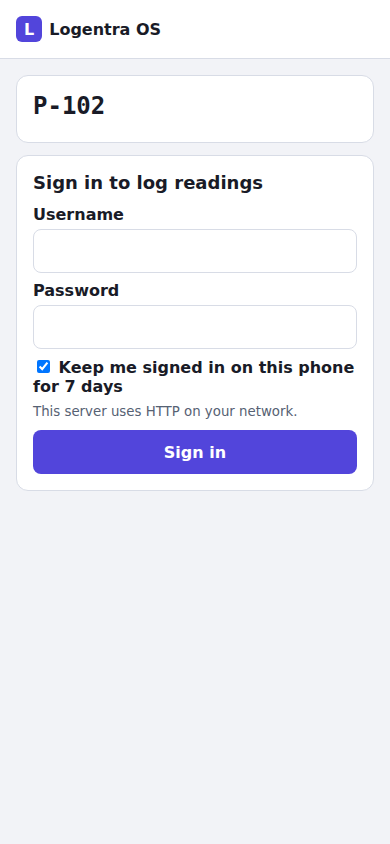 L Logentra OS
P-102
Sign in to log readings
Username
Password
Keep me signed in on this phone
for 7 days
This server uses HTTP on your network.
Sign in